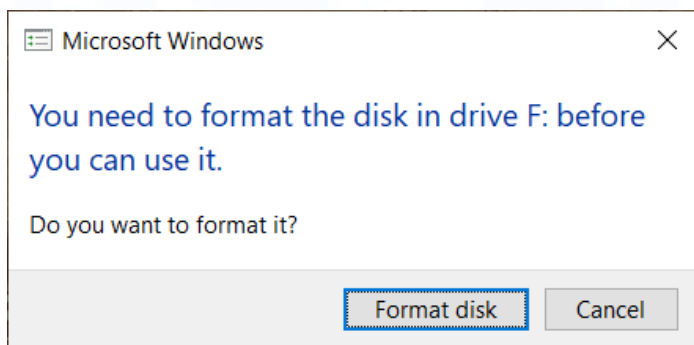 Microsoft Windows
You need to format the disk in drive F: before
you can use it.
Do you want to format it?
Format disk
Cancel